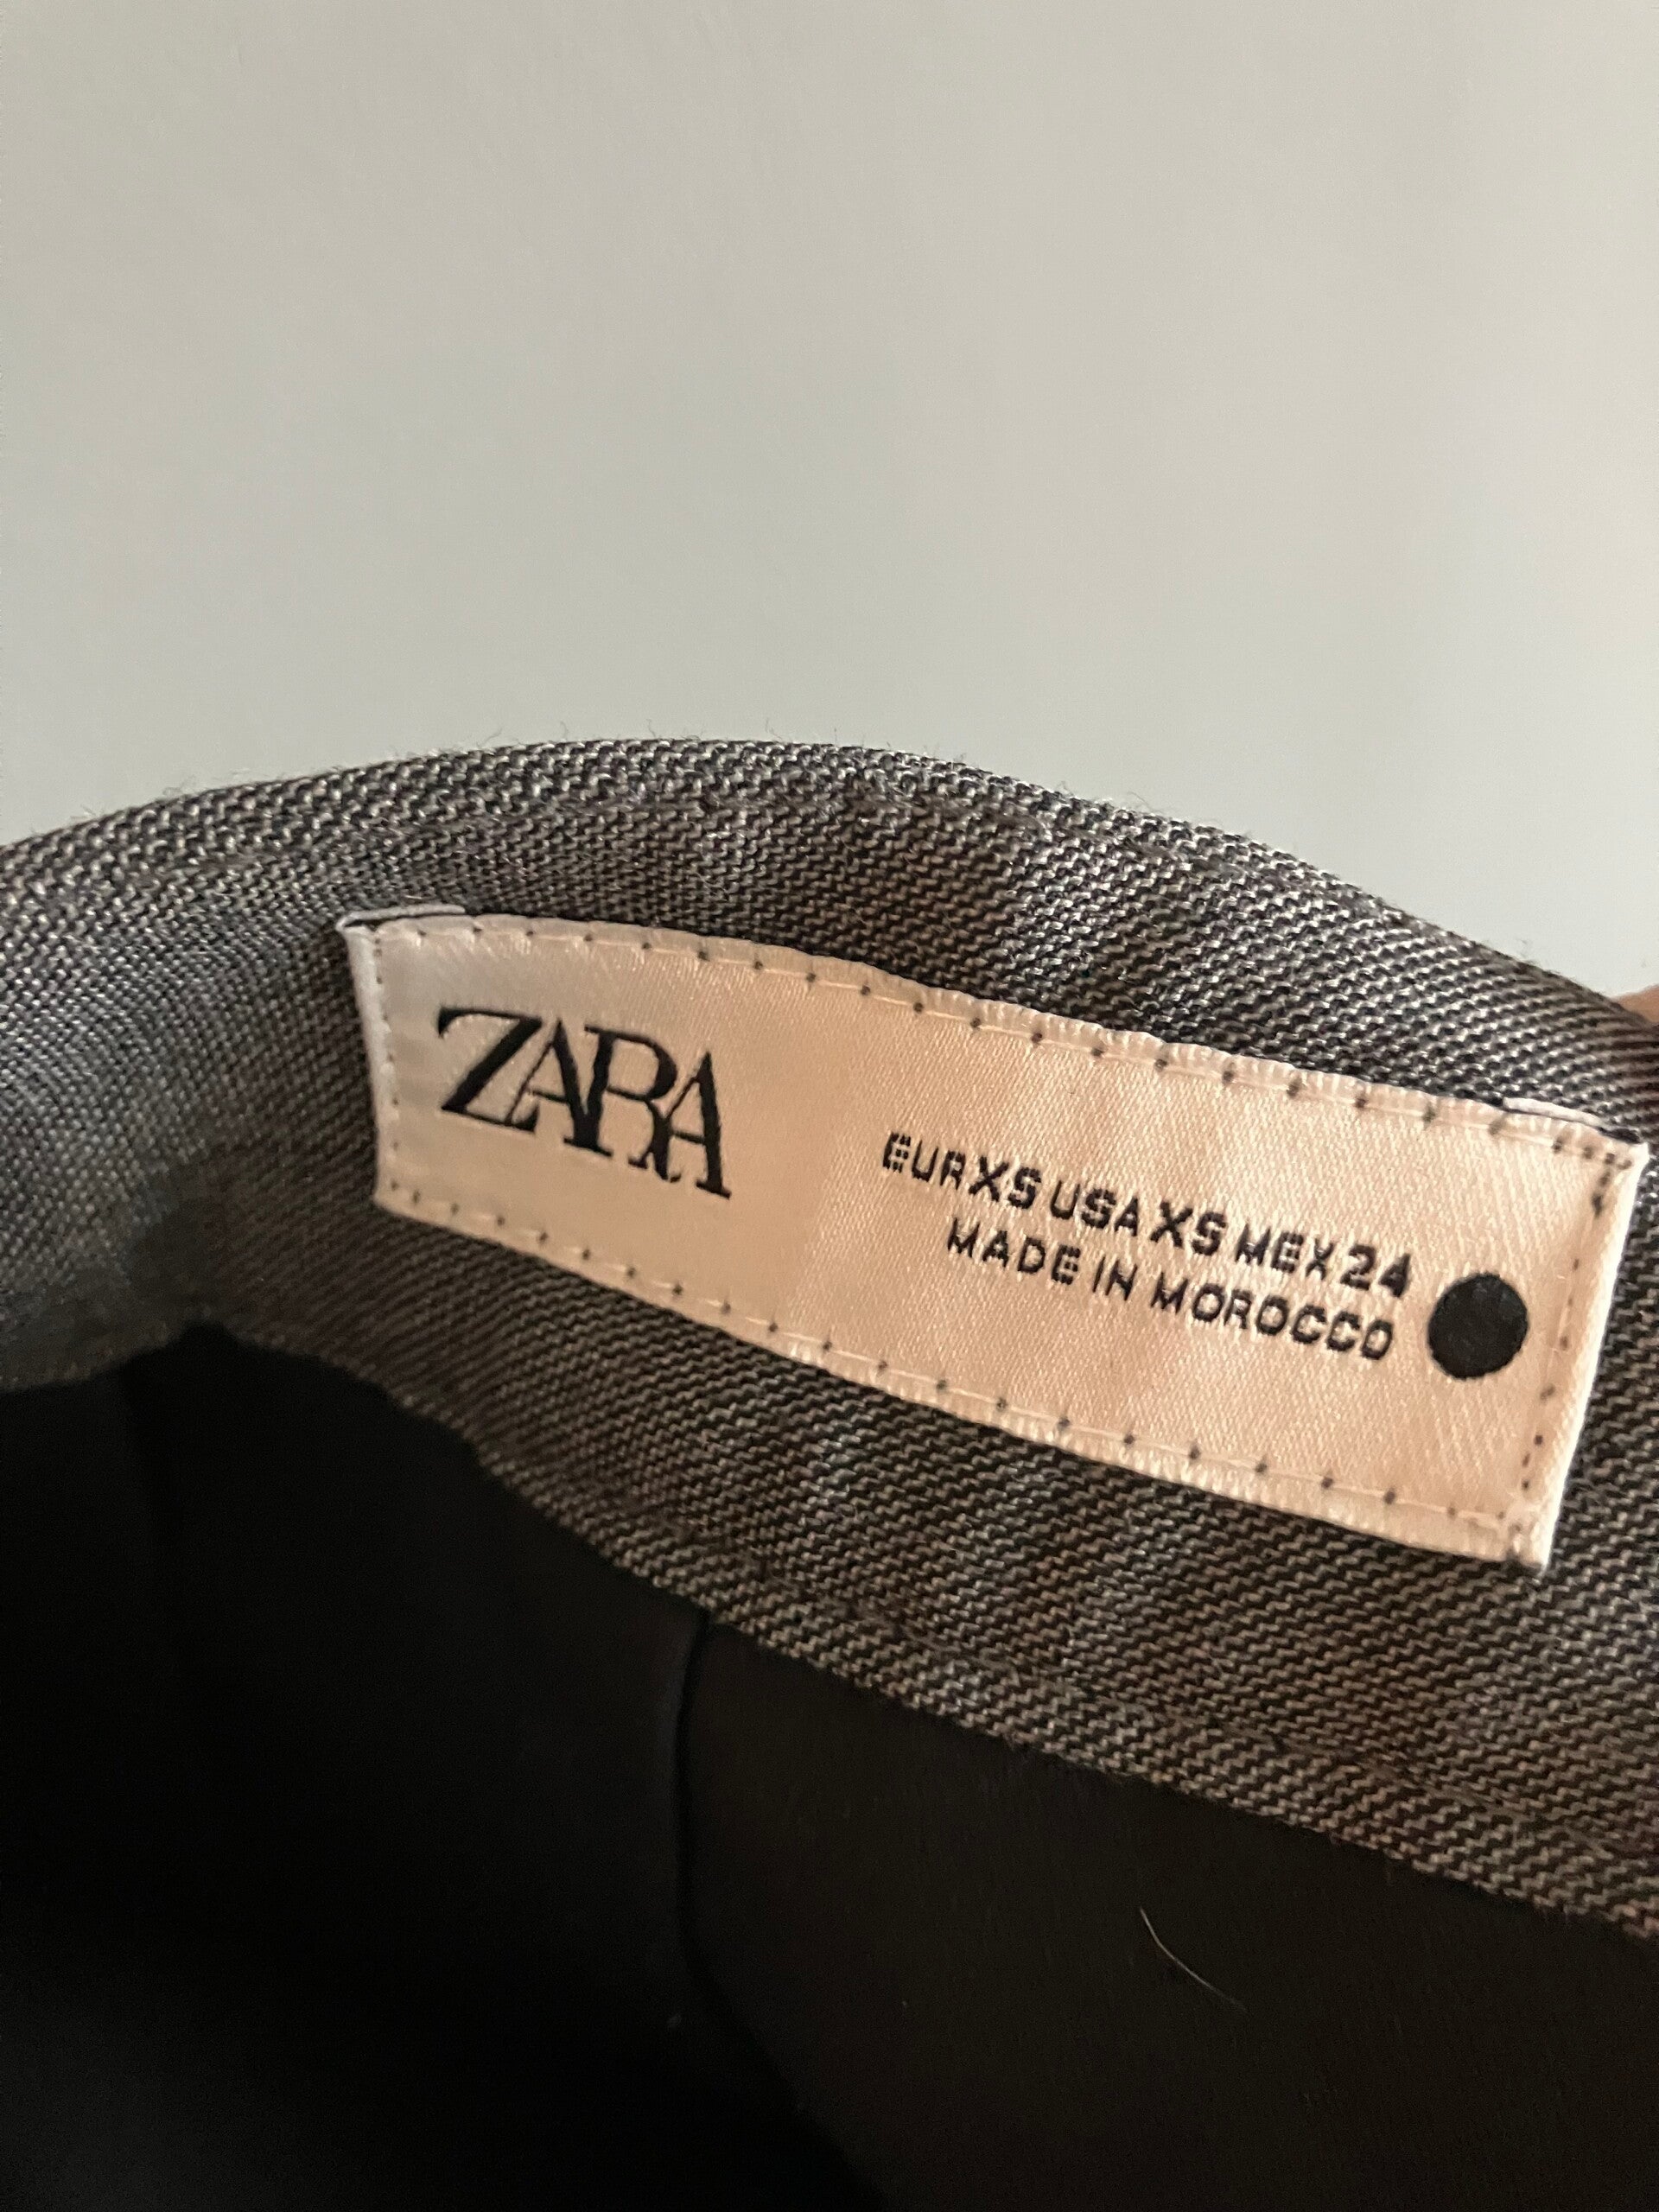 ZARA
EUR XS USA XS MEX 24
MADE IN MOROCCO